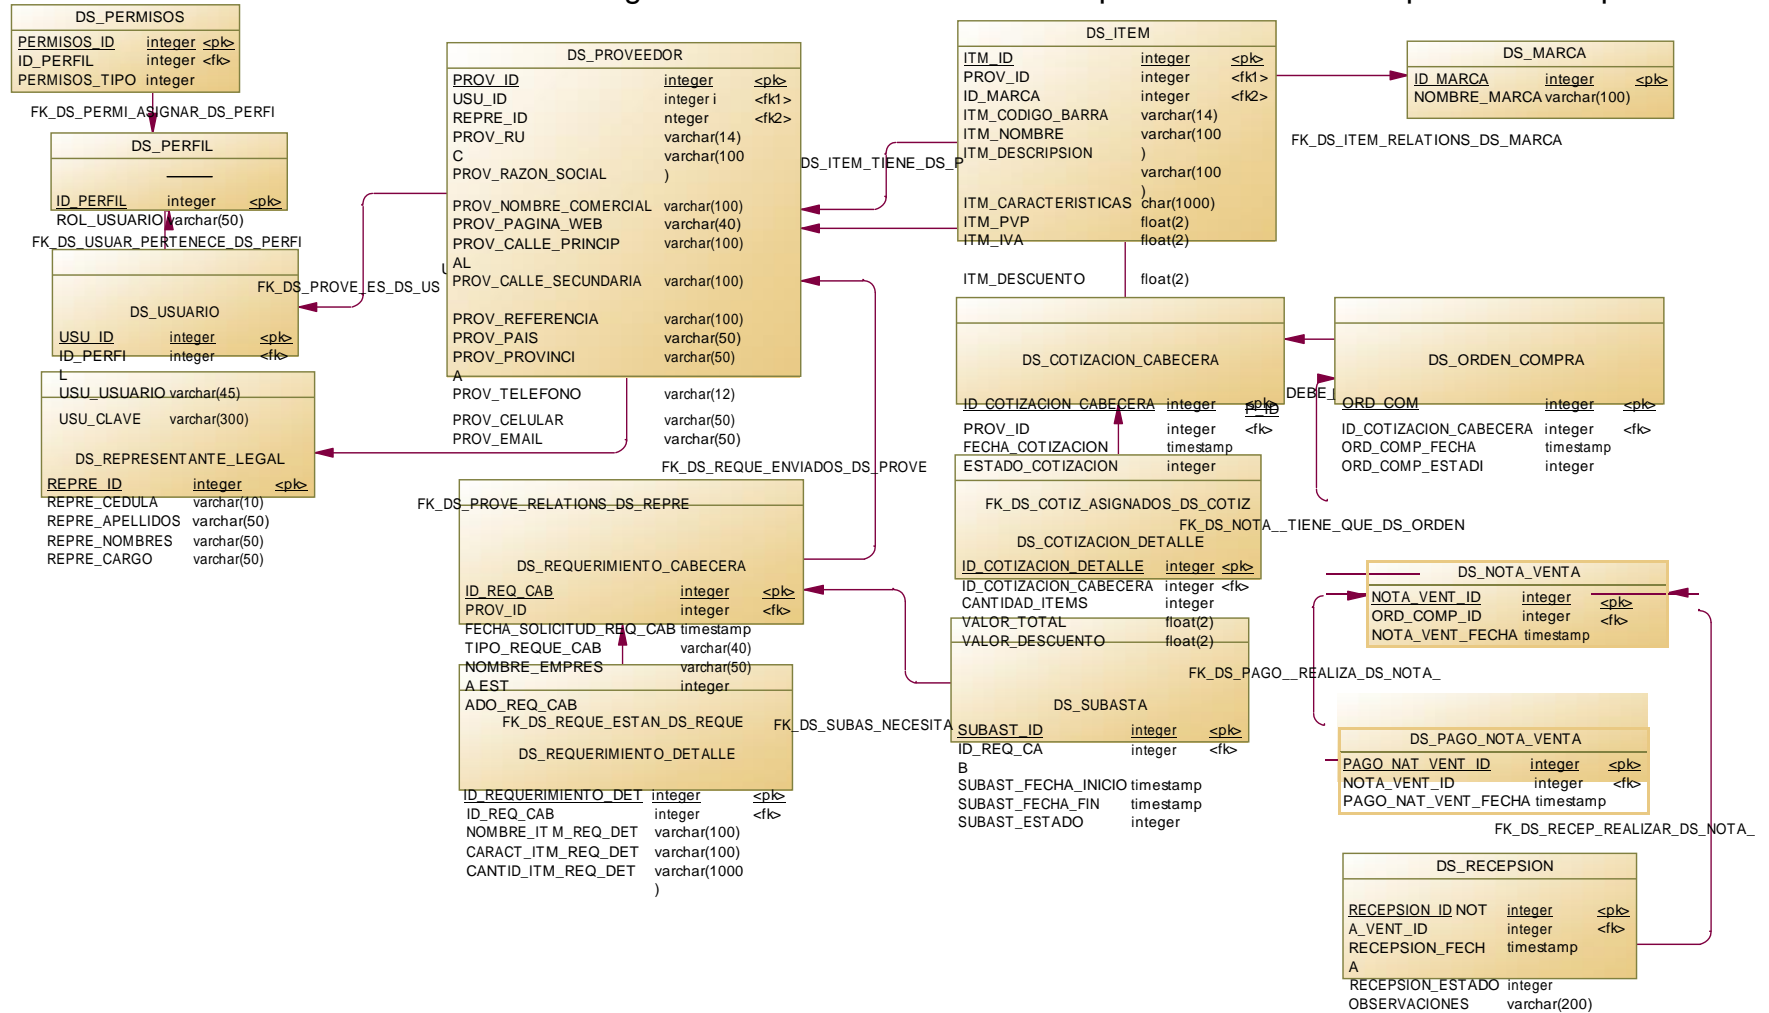 DS_PERMISOS
PERMISOS_ID integer <pk>
ID_PERFIL integer <fk>
PERMISOS_TIPO integer
FK_DS_PERMI_ASIGNAR_DS_PERFI
DS_PERFIL
ID_PERFIL integer <pk>
ROL_USUARIO varchar(50)
FK_DS_USUAR_PERTENECE_DS_PERFI
DS_USUARIO
USU_ID integer <pk>
ID_PERFI integer <fk>
L
USU_USUARIO varchar(45)
USU_CLAVE varchar(300)
FK_DS_PROVE_ES_DS_US
DS_REPRESENTANTE_LEGAL
REPRE_ID integer <pk>
REPRE_CEDULA varchar(10)
REPRE_APELLIDOS varchar(50)
REPRE_NOMBRES varchar(50)
REPRE_CARGO varchar(50)
DS_PROVEEDOR
PROV_ID integer <pk>
USU_ID integer i <fk1>
REPRE_ID nteger <fk2>
PROV_RU varchar(14)
C varchar(100
PROV_RAZON_SOCIAL )
PROV_NOMBRE_COMERCIAL varchar(100)
PROV_PAGINA_WEB varchar(40)
PROV_CALLE_PRINCIP varchar(100)
AL
PROV_CALLE_SECUNDARIA varchar(100)
PROV_REFERENCIA varchar(100)
PROV_PAIS varchar(50)
PROV_PROVINCI varchar(50)
A
PROV_TELEFONO varchar(12)
PROV_CELULAR varchar(50)
PROV_EMAIL varchar(50)
FK_DS_REQUE_ENVIADOS_DS_PROVE
FK_DS_PROVE_RELATIONS_DS_REPRE
DS_REQUERIMIENTO_CABECERA
ID_REQ_CAB integer <pk>
PROV_ID integer <fk>
FECHA_SOLICITUD_REQ_CAB timestamp
TIPO_REQUE_CAB varchar(40)
NOMBRE_EMPRES varchar(50)
A EST integer
ADO_REQ_CAB
FK_DS_REQUE_ESTAN_DS_REQUE
DS_REQUERIMIENTO_DETALLE
ID_REQUERIMIENTO_DET integer <pk>
ID_REQ_CAB integer <fk>
NOMBRE_IT M_REQ_DET varchar(100)
CARACT_ITM_REQ_DET varchar(100)
CANTID_ITM_REQ_DET varchar(1000
)
DS_ITEM_TIENE_DS_P
DS_ITEM
ITM_ID integer <pk>
PROV_ID integer <fk1>
ID_MARCA integer <fk2>
ITM_CODIGO_BARRA varchar(14)
ITM_NOMBRE varchar(100
ITM_DESCRIPSION )
varchar(100
)
ITM_CARACTERISTICAS char(1000)
ITM_PVP float(2)
ITM_IVA float(2)
ITM_DESCUENTO float(2)
DS_MARCA
ID_MARCA integer <pk>
NOMBRE_MARCA varchar(100)
FK_DS_ITEM_RELATIONS_DS_MARCA
DS_COTIZACION_CABECERA
ID_COTIZACION_CABECERA integer <pk>
P_ID
PROV_ID integer <fk>
FECHA_COTIZACION timestamp
ESTADO_COTIZACION integer
DEBE_
DS_ORDEN_COMPRA
ORD_COM integer <pk>
ID_COTIZACION_CABECERA integer <fk>
ORD_COMP_FECHA timestamp
ORD_COMP_ESTADI integer
FK_DS_COTIZ_ASIGNADOS_DS_COTIZ
FK_DS_NOTA__TIENE_QUE_DS_ORDEN
DS_COTIZACION_DETALLE
ID_COTIZACION_DETALLE integer <pk>
ID_COTIZACION_CABECERA integer <fk>
CANTIDAD_ITEMS integer
VALOR_TOTAL float(2)
VALOR_DESCUENTO float(2)
FK_DS_SUBAS_NECESITA
DS_SUBASTA
SUBAST_ID integer <pk>
ID_REQ_CA integer <fk>
B
SUBAST_FECHA_INICIO timestamp
SUBAST_FECHA_FIN timestamp
SUBAST_ESTADO integer
DS_NOTA_VENTA
NOTA_VENT_ID integer <pk>
ORD_COMP_ID integer <fk>
NOTA_VENT_FECHA timestamp
FK_DS_PAGO__REALIZA_DS_NOTA_
DS_PAGO_NOTA_VENTA
PAGO_NAT_VENT_ID integer <pk>
NOTA_VENT_ID integer <fk>
PAGO_NAT_VENT_FECHA timestamp
FK_DS_RECEP_REALIZAR_DS_NOTA_
DS_RECEPSION
RECEPSION_ID NOT integer <pk>
A_VENT_ID integer <fk>
RECEPSION_FECH timestamp
A
RECEPSION_ESTADO integer
OBSERVACIONES varchar(200)